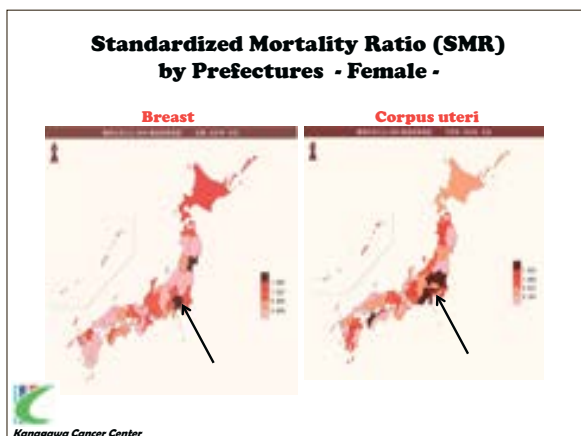 Standardized Mortality Ratio (SMR)
by Prefectures - Female -
Breast
Corpus uteri
Kanagawa Cancer Center